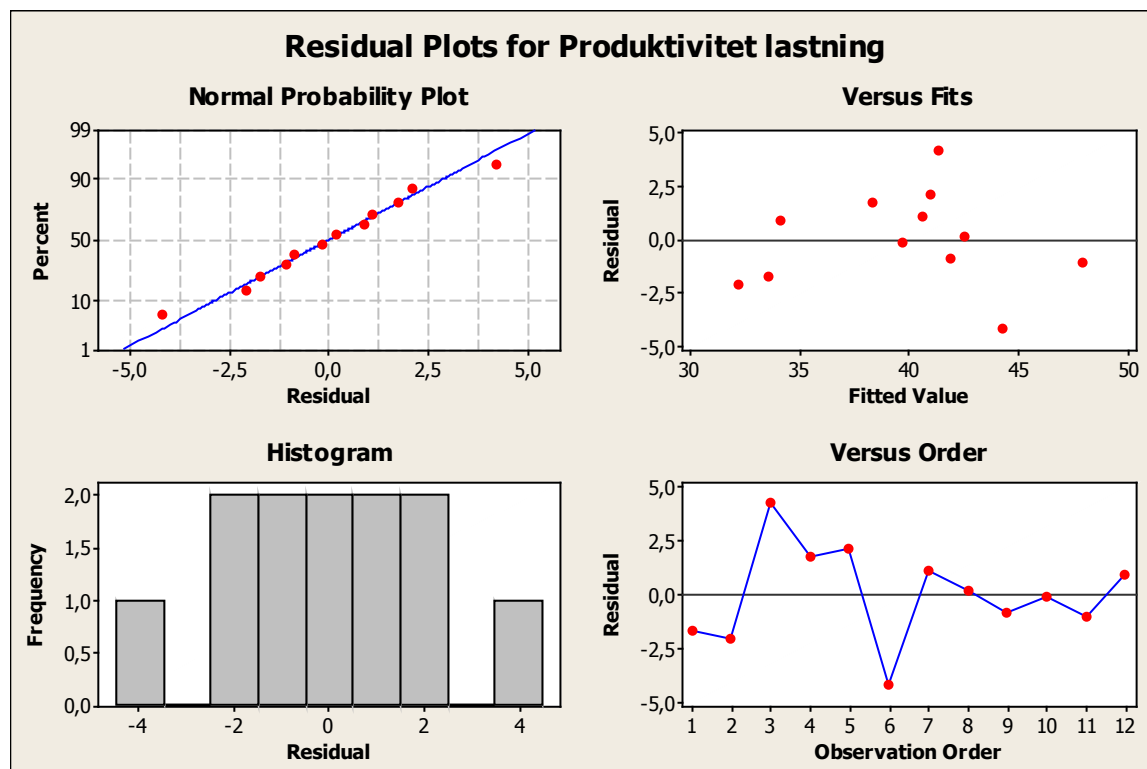 Residual Plots for Produktivitet lastning
Normal Probability Plot
99
90
50
10
1
Percent
-5,0 -2,5 0,0 2,5 5,0
Residual
Versus Fits
5,0
2,5
0,0
-2,5
-5,0
Residual
30 35 40 45 50
Fitted Value
Histogram
2,0
1,5
1,0
0,5
0,0
Frequency
-4 -2 0 2 4
Residual
Versus Order
5,0
2,5
0,0
-2,5
-5,0
Residual
1 2 3 4 5 6 7 8 9 10 11 12
Observation Order